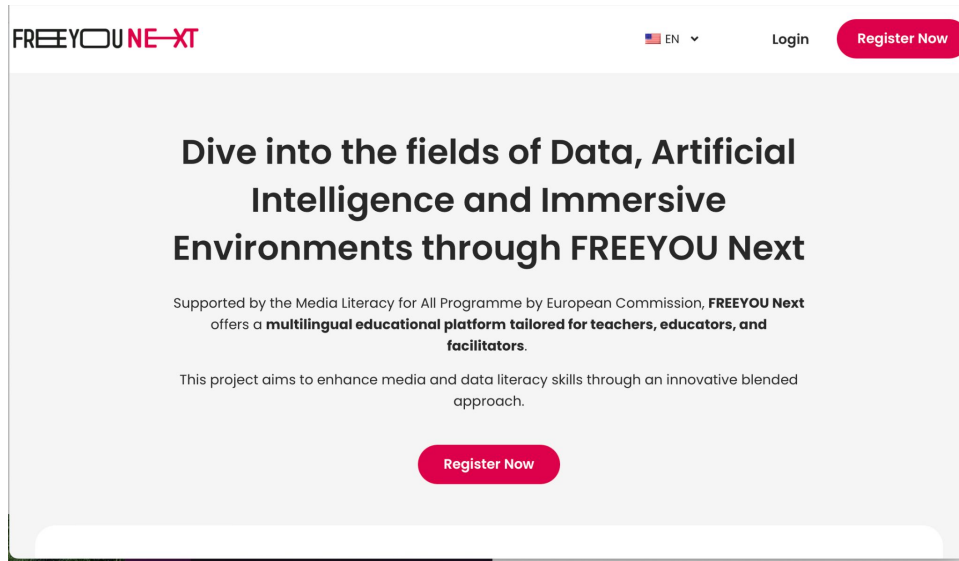 FREEYOU NEXT
EN
Login
Register Now
Dive into the fields of Data, Artificial
Intelligence and Immersive
Environments through FREEYOU Next
Supported by the Media Literacy for All Programme by European Commission, FREEYOU Next
offers a multilingual educational platform tailored for teachers, educators, and
facilitators.
This project aims to enhance media and data literacy skills through an innovative blended
approach.
Register Now